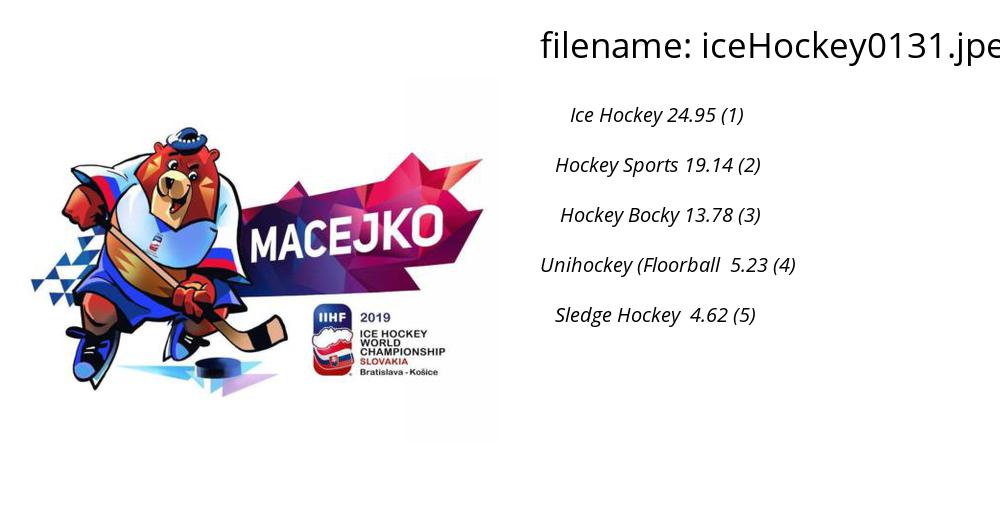 filename: iceHockey0131.jpe
Ice Hockey 24.95 (1)
Hockey Sports 19.14 (2)
Hockey Bocky 13.78 (3)
Unihockey (Floorball 5.23 (4)
Sledge Hockey 4.62 (5)
MACEJKO
IIHF
2019
ICE HOCKEY
WORLD
CHAMPIONSHIP
SLOVAKIA
Bratislava - Košice